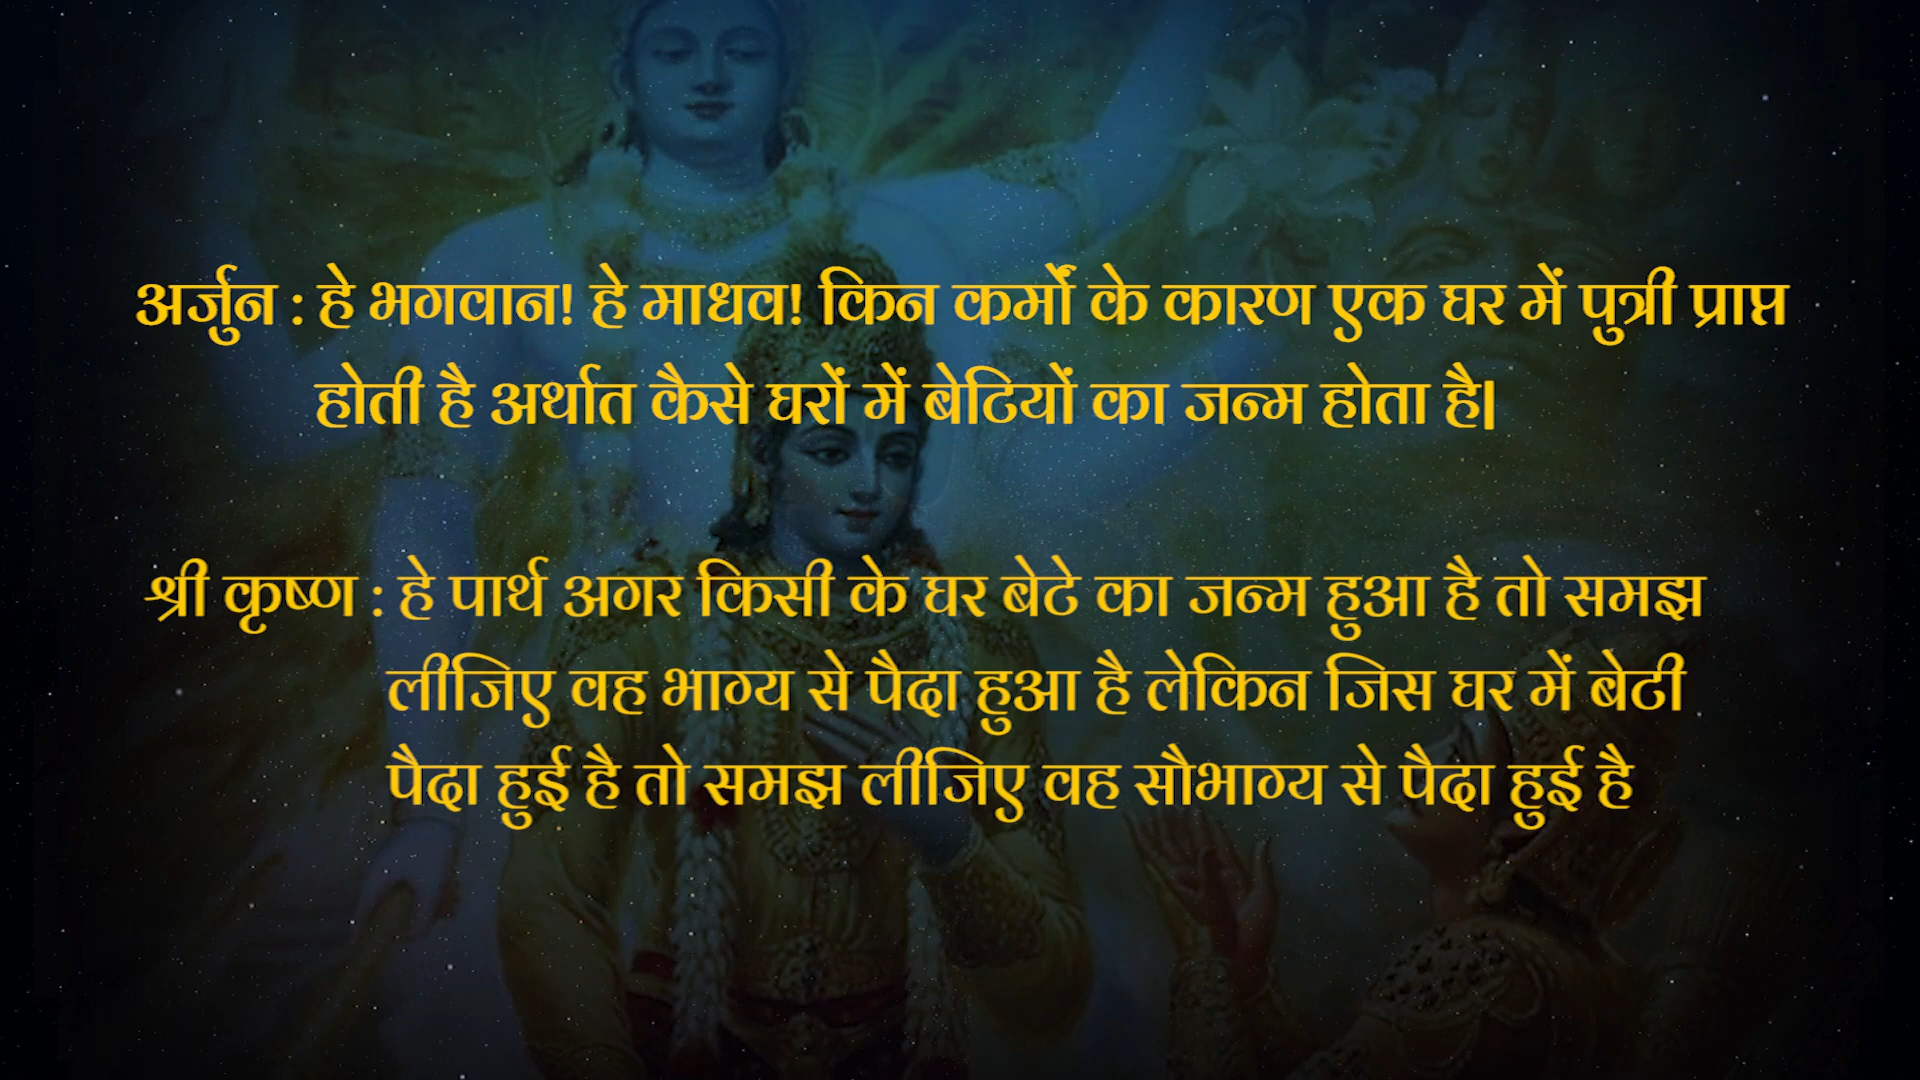 अर्जुन : हे भगवान! हे माधव! किन कर्मों के कारण एक घर में पुत्री प्राप्त
होती है अर्थात कैसे घरों में बेटियों का जन्म होता है।
श्री कृष्ण : हे पार्थ अगर किसी के घर बेटे का जन्म हुआ है तो समझ
लीजिए वह भाग्य से पैदा हुआ है लेकिन जिस घर में बेटी
पैदा हुई है तो समझ लीजिए वह सौभाग्य से पैदा हुई है